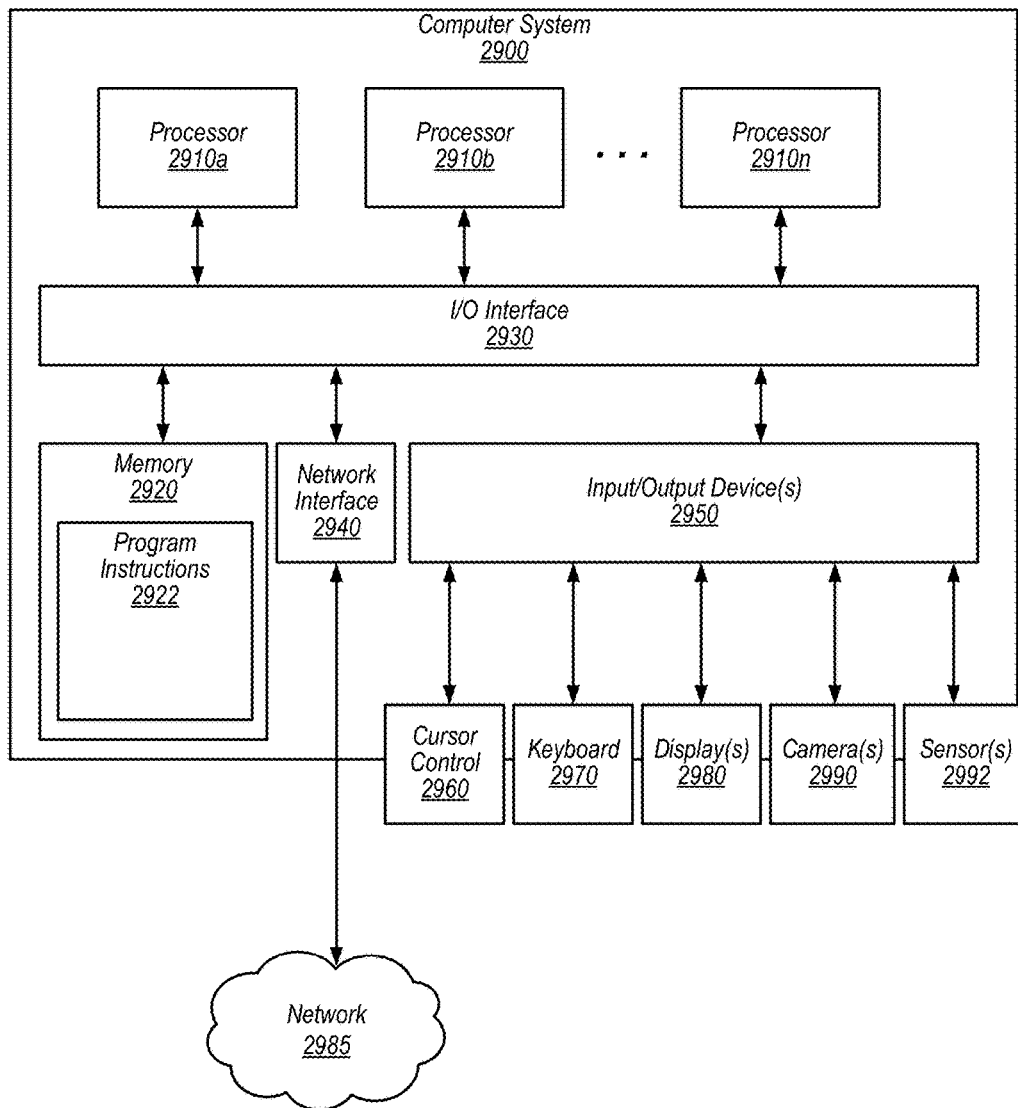 Computer System
2900
Processor
2910a
Processor
2910b
. . .
Processor
2910n
I/O Interface
2930
Memory
2920
Program
Instructions
2922
Network
Interface
2940
Input/Output Device(s)
2950
Cursor
Control
2960
Keyboard
2970
Display(s)
2980
Camera(s)
2990
Sensor(s)
2992
Network
2985